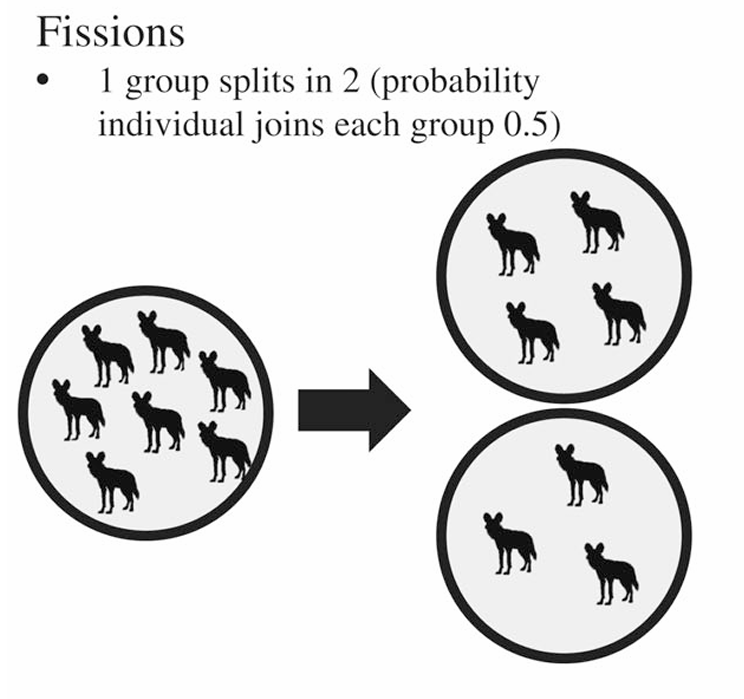 Fissions
• 1 group splits in 2 (probability
individual joins each group 0.5)